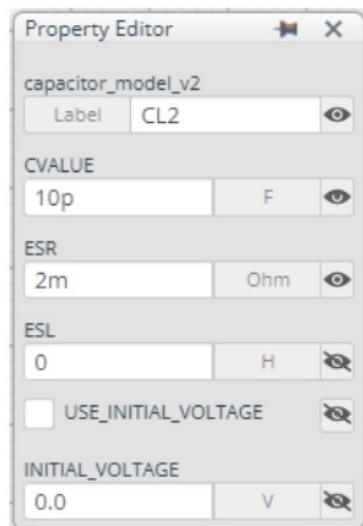 Property Editor
capacitor_model_v2
Label CL2
CVALUE
10p F
ESR
2m Ohm
ESL
0 H
USE_INITIAL_VOLTAGE
INITIAL_VOLTAGE
0.0 V